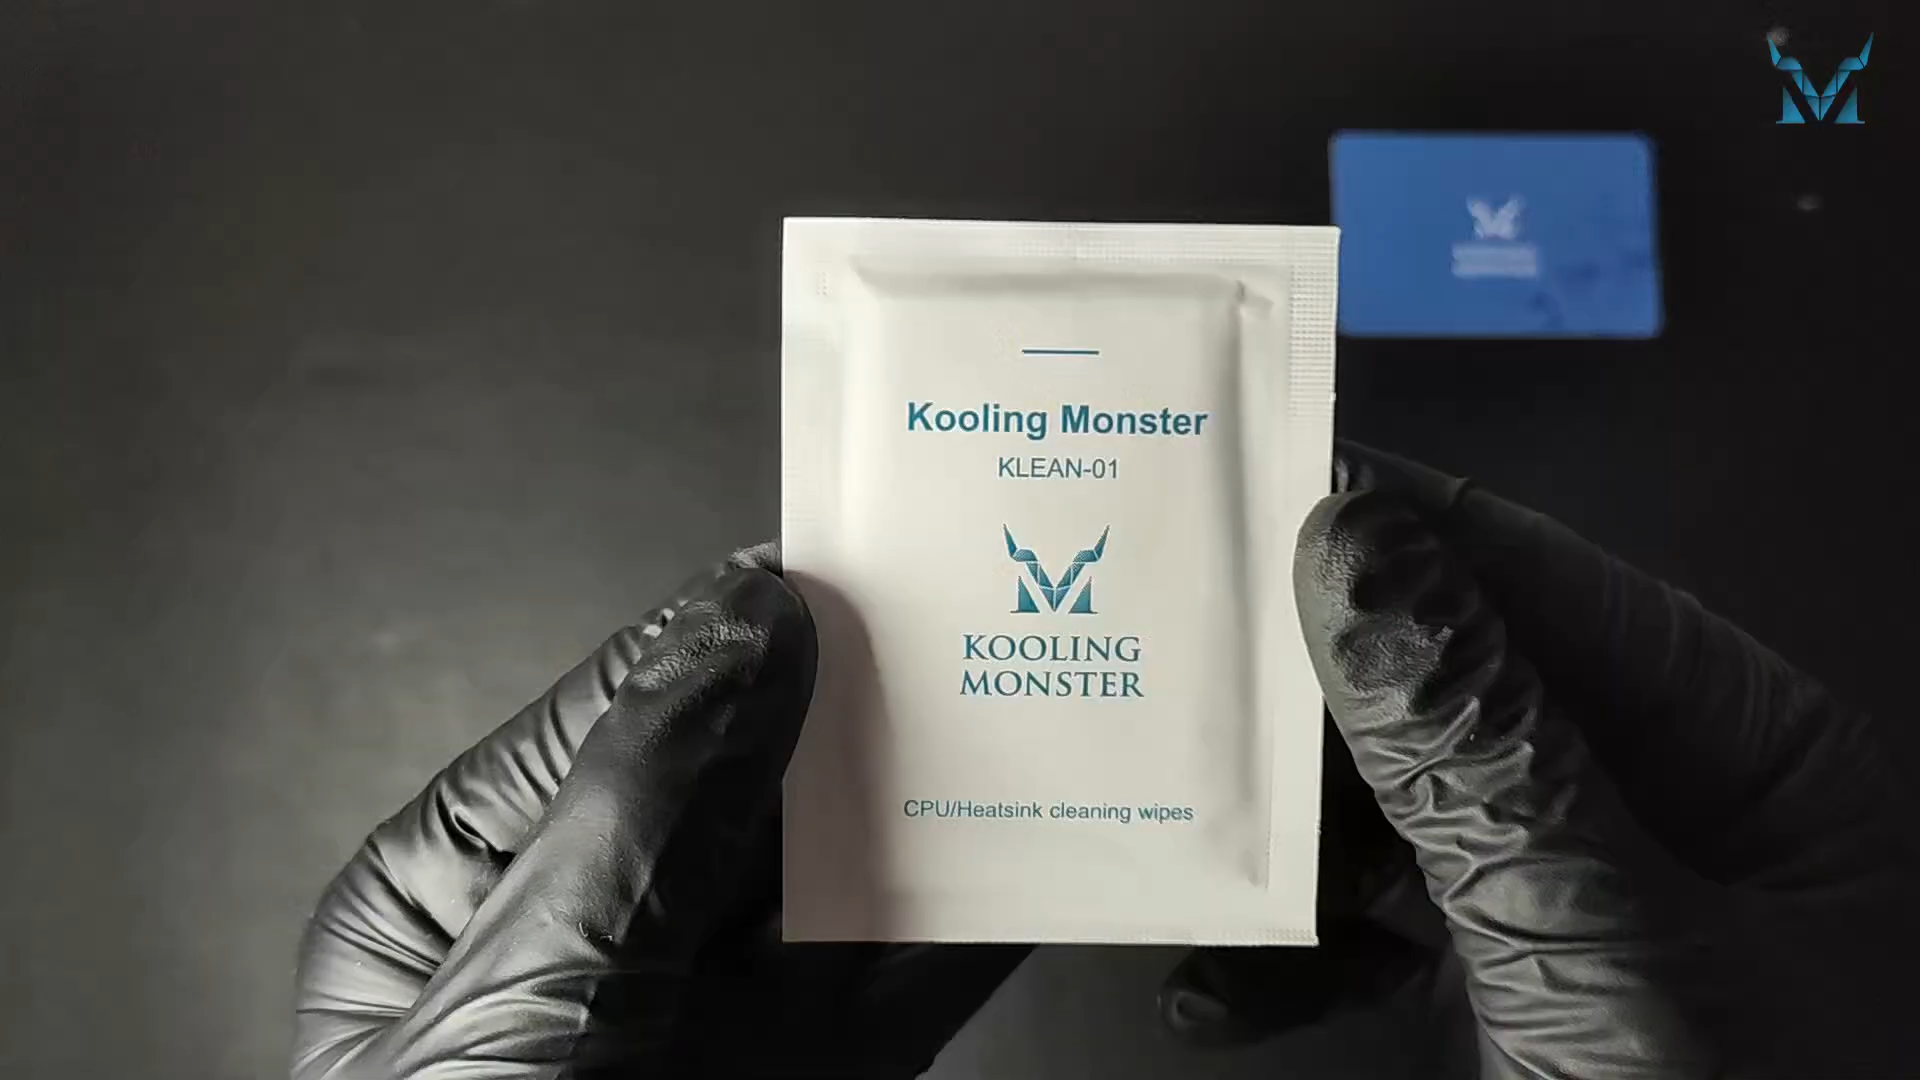 Kooling Monster
KLEAN-01
KOOLING
MONSTER
CPU/Heatsink cleaning wipes